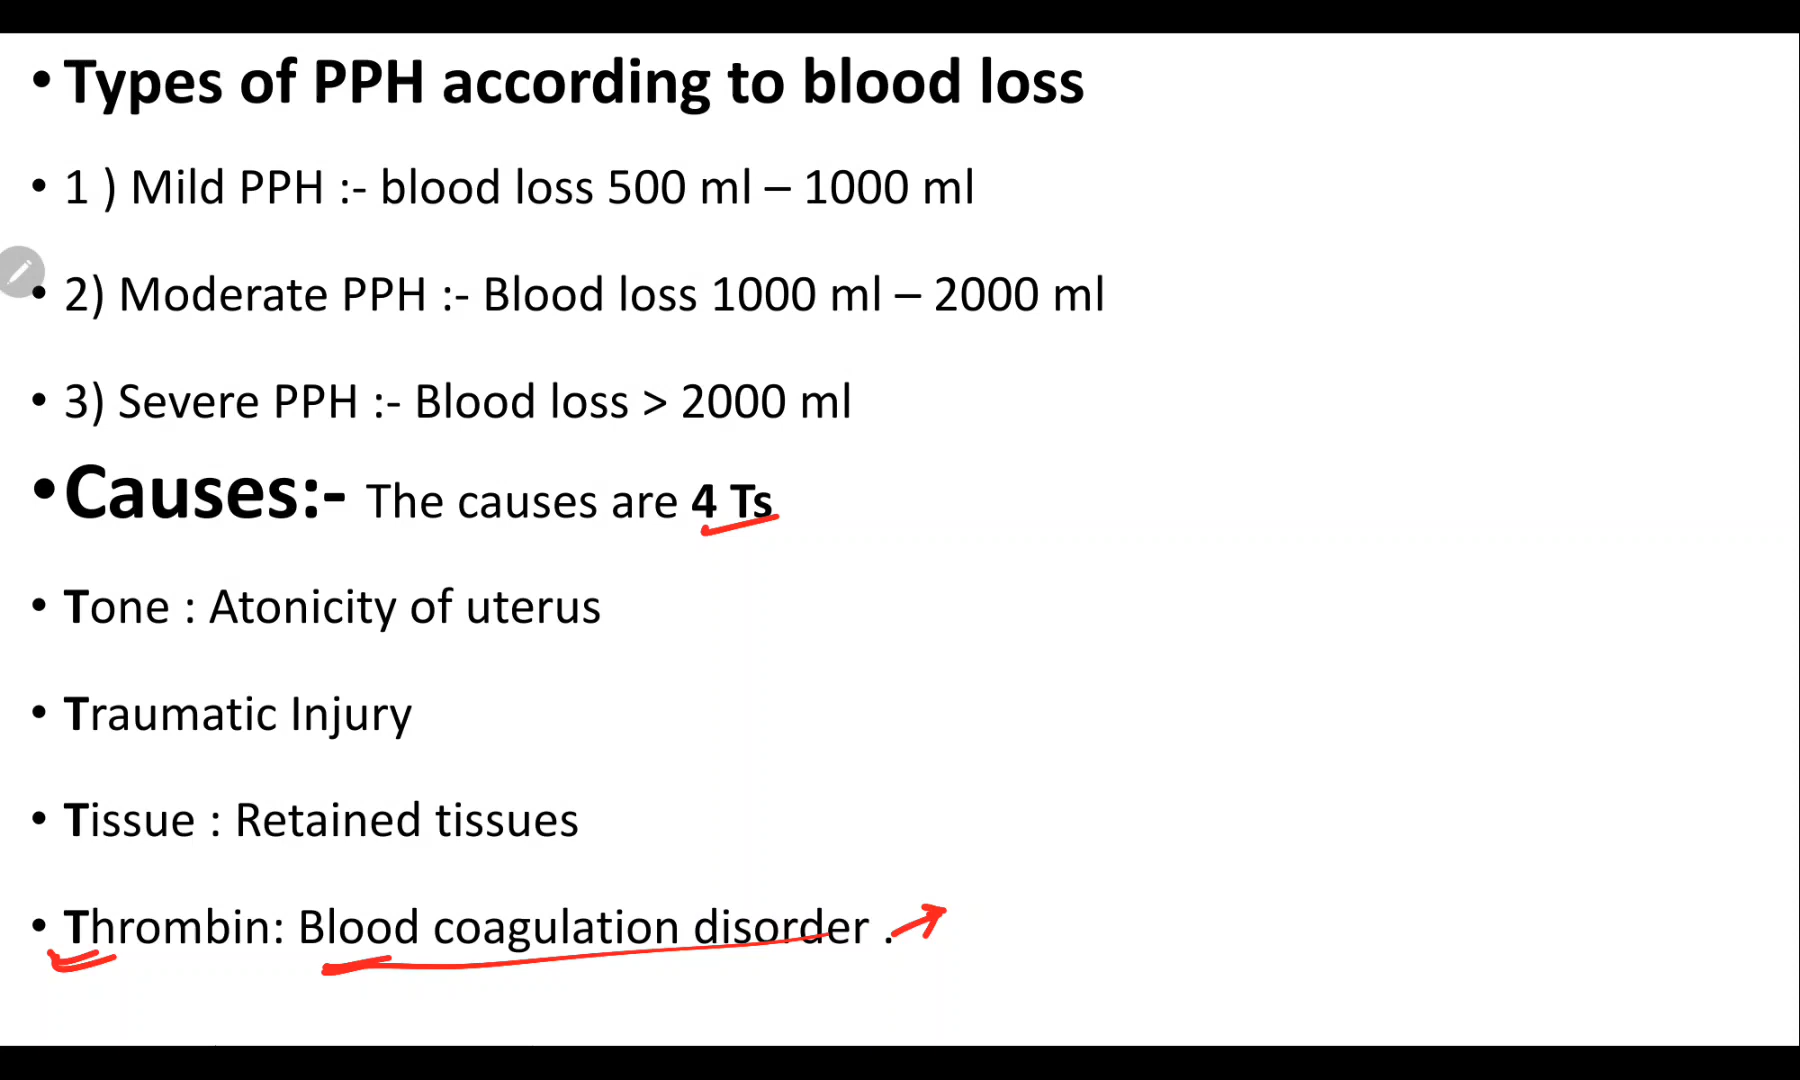 • Types of PPH according to blood loss
• 1 ) Mild PPH :- blood loss 500 ml – 1000 ml
• 2) Moderate PPH :- Blood loss 1000 ml – 2000 ml
• 3) Severe PPH :- Blood loss > 2000 ml
• Causes:- The causes are 4 Ts
• Tone : Atonicity of uterus
• Traumatic Injury
• Tissue : Retained tissues
• Thrombin: Blood coagulation disorder .